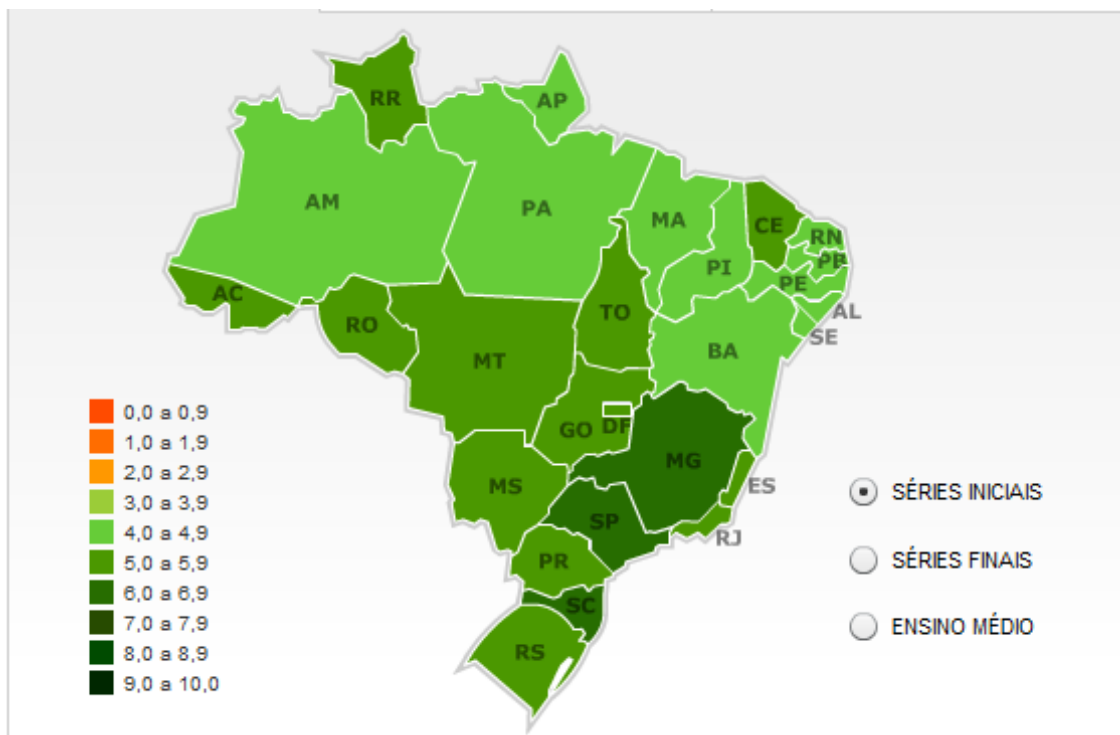 RR
AP
AM
PA
MA
CE
RN
PB
PI
PE
AC
AL
TO
SE
RO
BA
MT
GO
DF
MG
MS
ES
SP
RJ
PR
SC
RS
0,0 a 0,9
1,0 a 1,9
2,0 a 2,9
3,0 a 3,9
4,0 a 4,9
5,0 a 5,9
6,0 a 6,9
7,0 a 7,9
8,0 a 8,9
9,0 a 10,0
SÉRIES INICIAIS
SÉRIES FINAIS
ENSINO MÉDIO